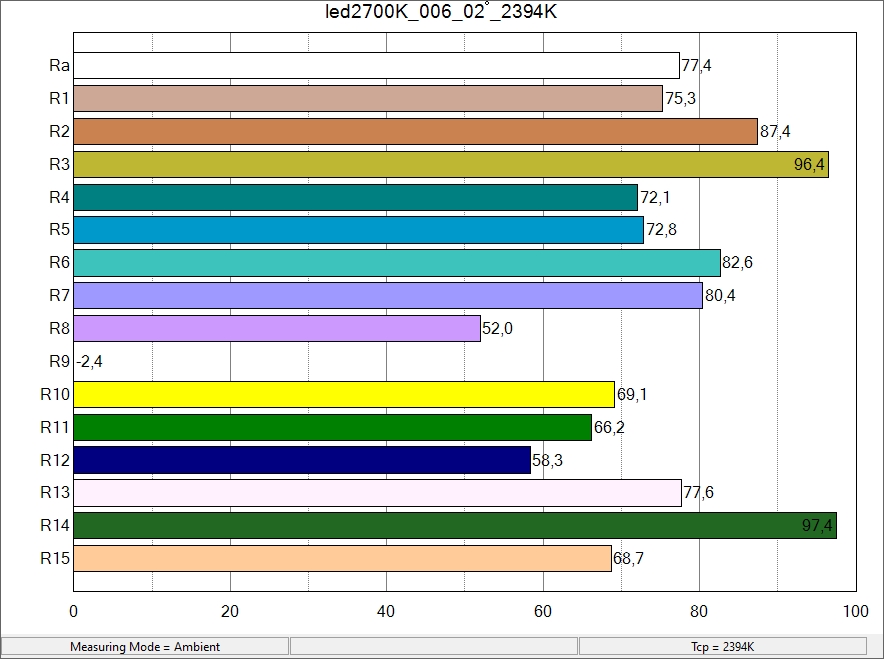 led2700K_006_02°_2394K
Ra 77,4
R1 75,3
R2 87,4
R3 96,4
R4 72,1
R5 72,8
R6 82,6
R7 80,4
R8 52,0
R9 -2,4
R10 69,1
R11 66,2
R12 58,3
R13 77,6
R14 97,4
R15 68,7
0 20 40 60 80 100
Measuring Mode = Ambient Tcp = 2394K